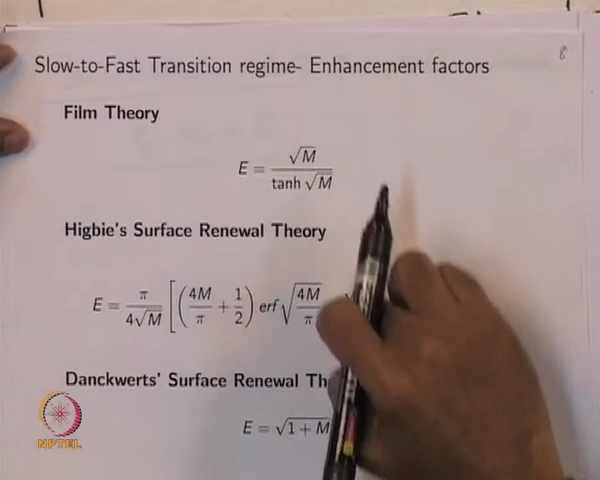 Slow-to-Fast Transition regime- Enhancement factors
8
Film Theory
E = √M / tanh √M
Higbie's Surface Renewal Theory
E = π / 4√M [(4M/π + 1/2) erf √4M/π
Danckwerts' Surface Renewal Th
E = √1 + M
NPTEL